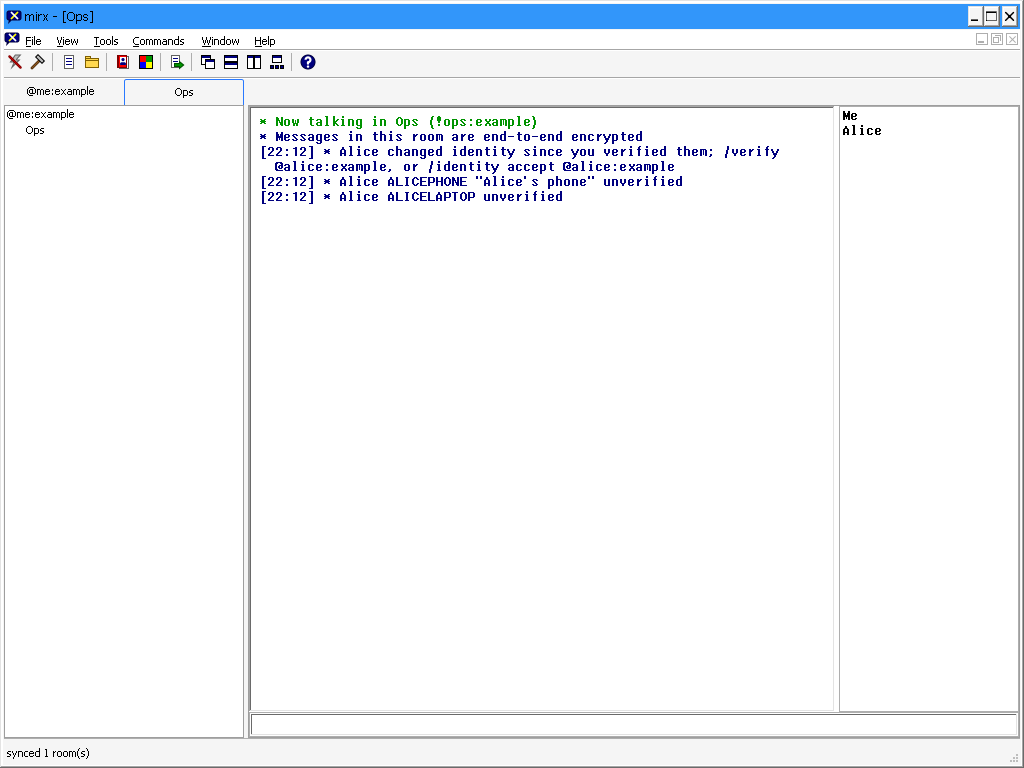 mirx - [Ops]
File View Tools Commands Window Help
@me:example Ops
@me:example
Ops
* Now talking in Ops (!ops:example)
* Messages in this room are end-to-end encrypted
[22:12] * Alice changed identity since you verified them; /verify
@alice:example, or /identity accept @alice:example
[22:12] * Alice ALICEPHONE "Alice's phone" unverified
[22:12] * Alice ALICELAPTOP unverified
Me
Alice
synced 1 room(s)